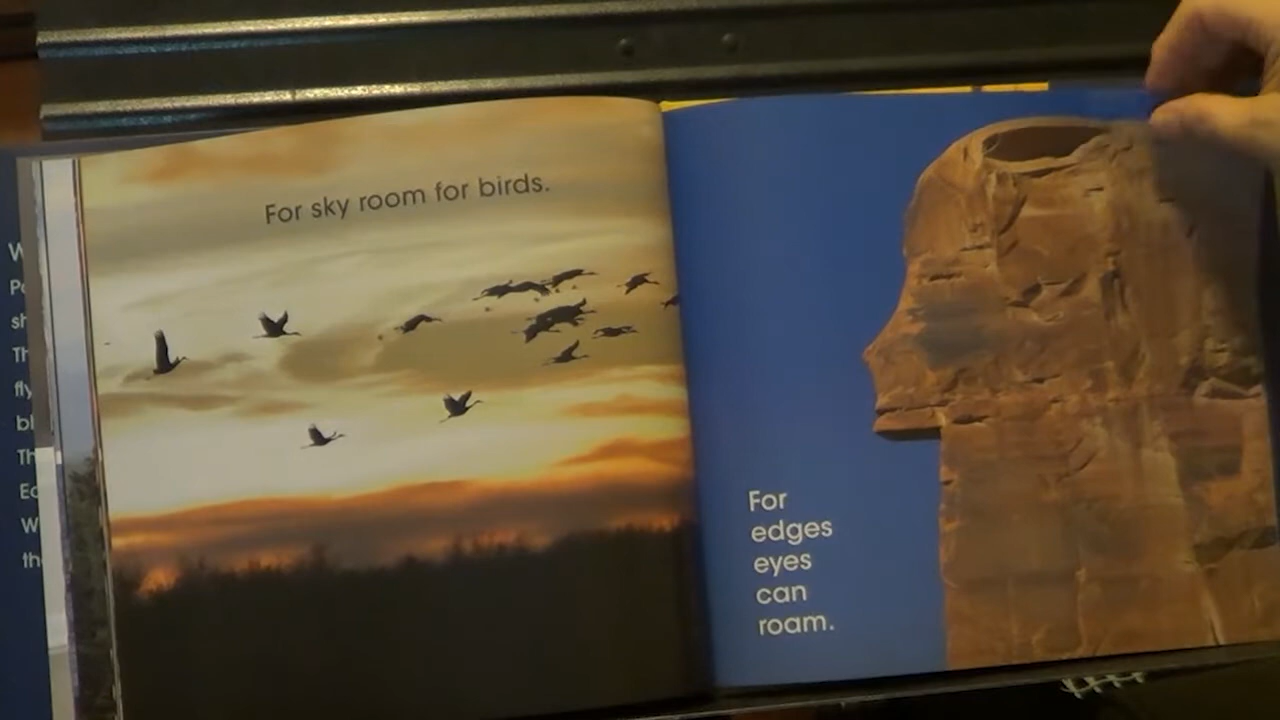 For sky room for birds.
For
edges
eyes
can
roam.